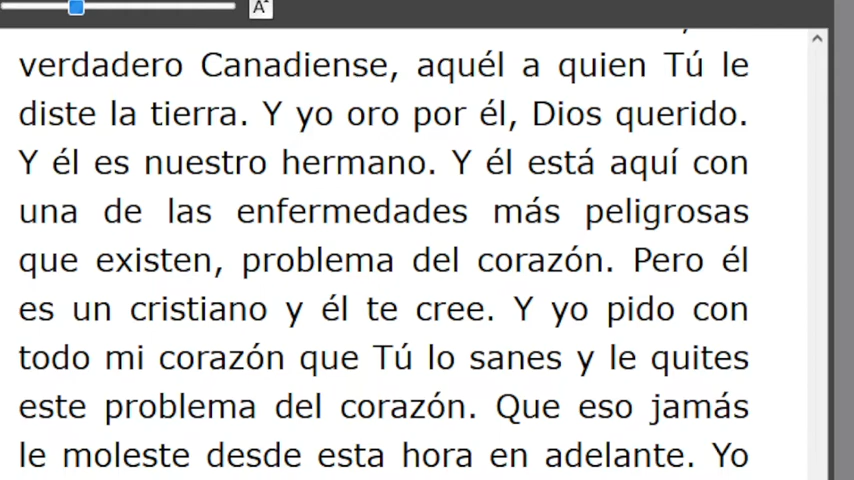 A
verdadero Canadiense, aquél a quien Tú le
diste la tierra. Y yo oro por él, Dios querido.
Y él es nuestro hermano. Y él está aquí con
una de las enfermedades más peligrosas
que existen, problema del corazón. Pero él
es un cristiano y él te cree. Y yo pido con
todo mi corazón que Tú lo sanes y le quites
este problema del corazón. Que eso jamás
le moleste desde esta hora en adelante. Yo